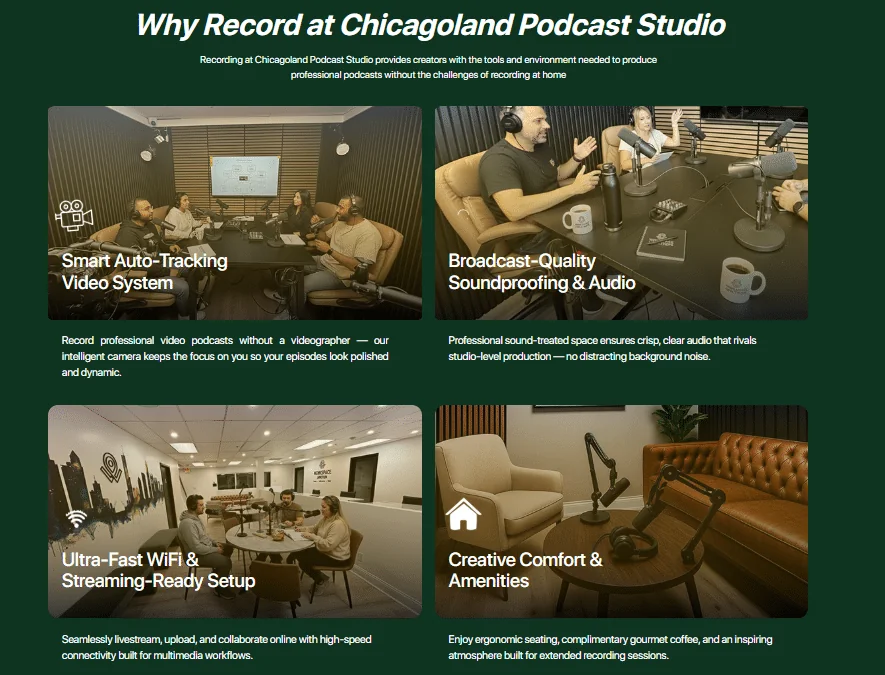 Why Record at Chicagoland Podcast Studio
Recording at Chicagoland Podcast Studio provides creators with the tools and environment needed to produce
professional podcasts without the challenges of recording at home
Smart Auto-Tracking
Video System
Record professional video podcasts without a videographer — our
intelligent camera keeps the focus on you so your episodes look polished
and dynamic.
Broadcast-Quality
Soundproofing & Audio
Professional sound-treated space ensures crisp, clear audio that rivals
studio-level production — no distracting background noise.
Ultra-Fast WiFi &
Streaming-Ready Setup
Seamlessly livestream, upload, and collaborate online with high-speed
connectivity built for multimedia workflows.
Creative Comfort &
Amenities
Enjoy ergonomic seating, complimentary gourmet coffee, and an inspiring
atmosphere built for extended recording sessions.